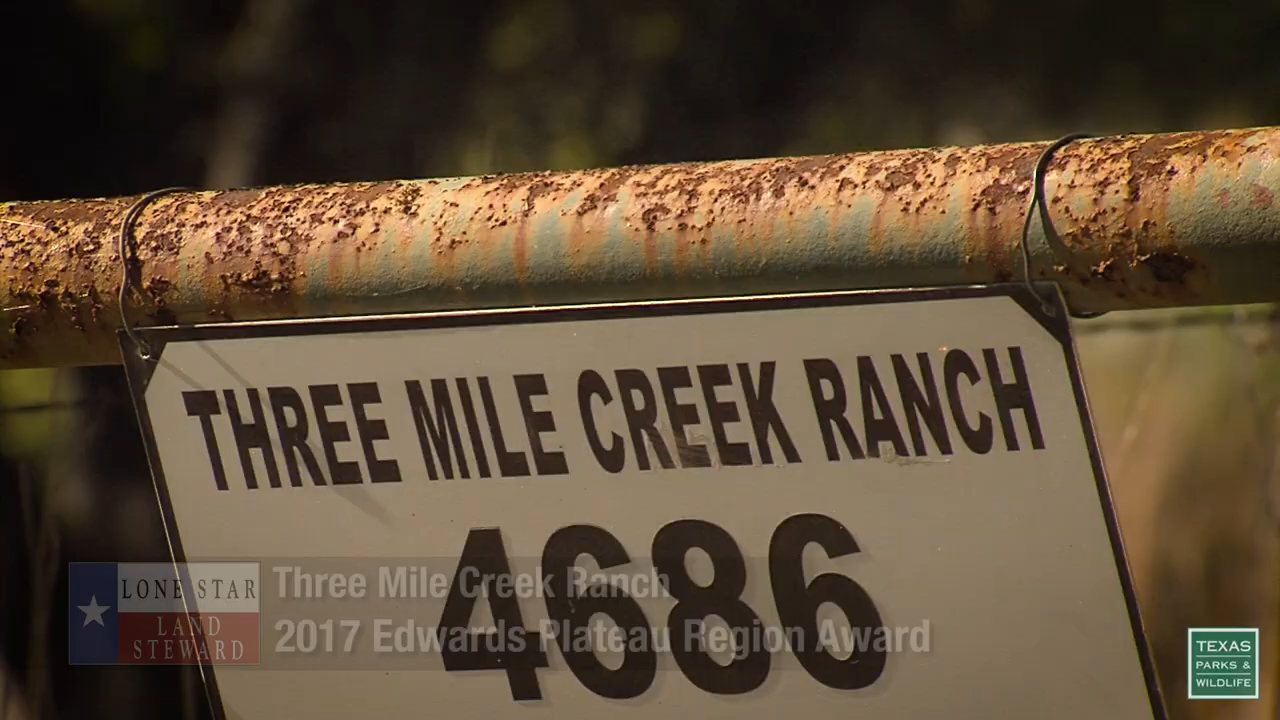 THREE MILE CREEK RANCH
4686
LONE STAR
LAND
STEWARD
Three Mile Creek Ranch
2017 Edwards Plateau Region Award
TEXAS
PARKS &
WILDLIFE